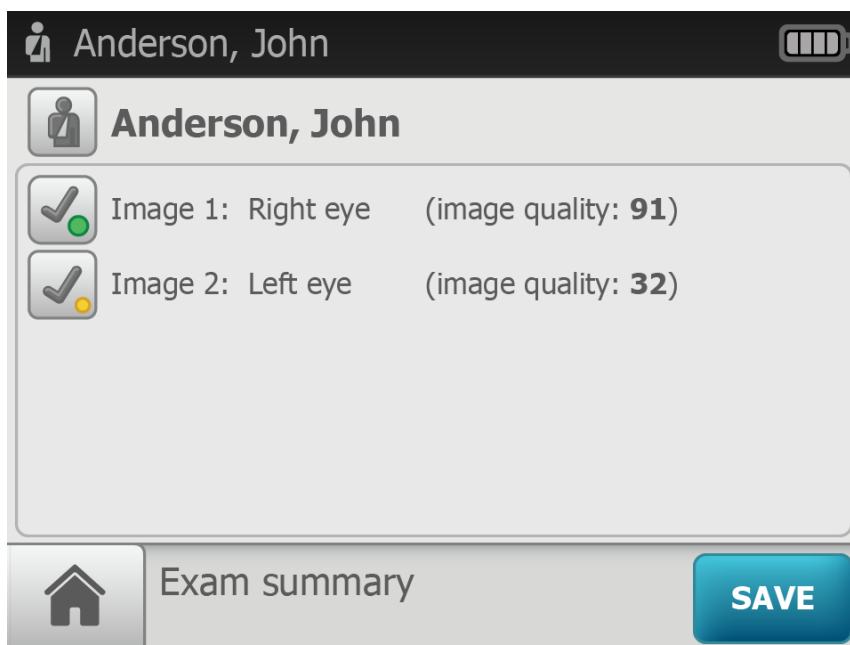 Anderson, John
Anderson, John
Image 1: Right eye (image quality: 91)
Image 2: Left eye (image quality: 32)
Exam summary
SAVE